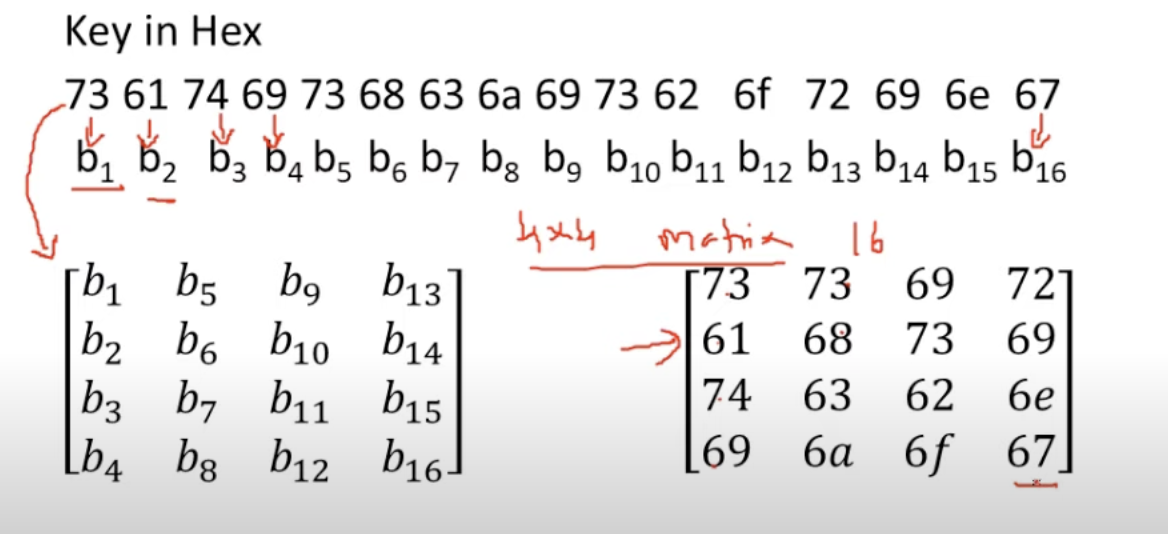 Key in Hex
73 61 74 69 73 68 63 6a 69 73 62 6f 72 69 6e 67
b₁ b₂ b₃ b₄ b₅ b₆ b₇ b₈ b₉ b₁₀ b₁₁ b₁₂ b₁₃ b₁₄ b₁₅ b₁₆
4x4 matrix 16
b₁ b₅ b₉ b₁₃
b₂ b₆ b₁₀ b₁₄
b₃ b₇ b₁₁ b₁₅
b₄ b₈ b₁₂ b₁₆
73 73 69 72
61 68 73 69
74 63 62 6e
69 6a 6f 67